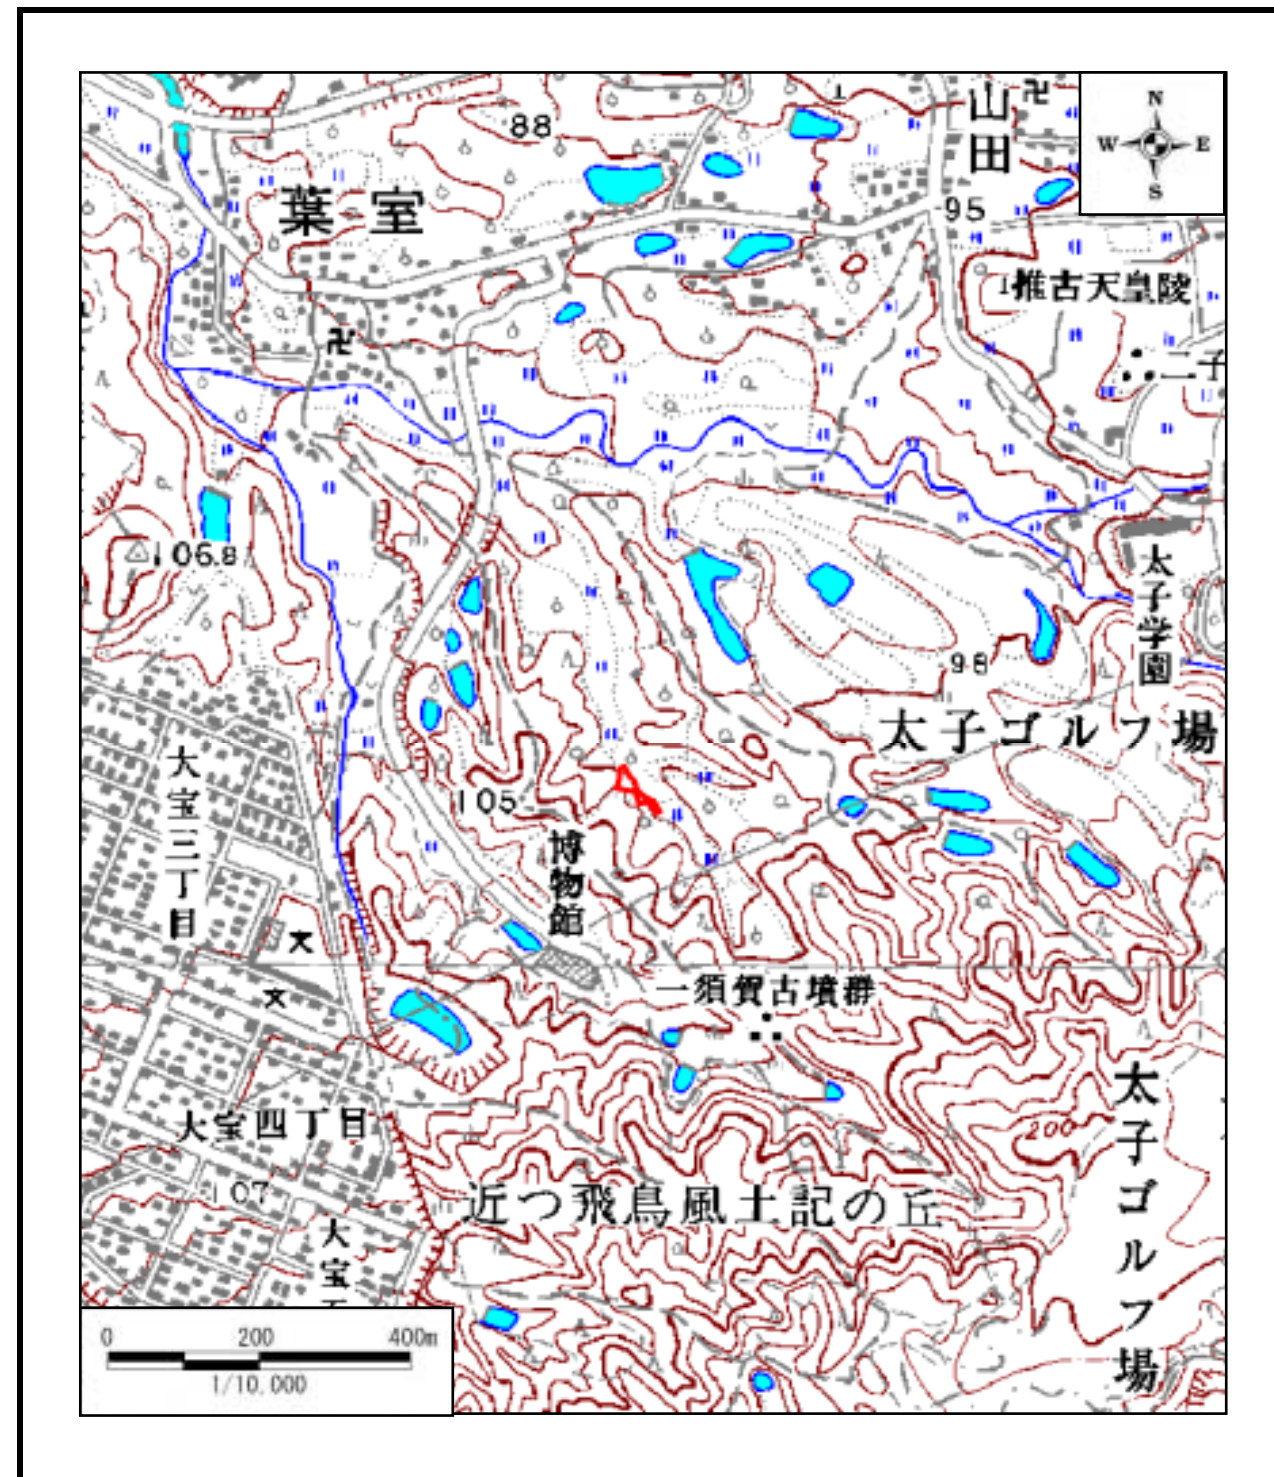 山田
N
W E
S
88
葉室
95
推古天皇陵
二子
106.8
太子学園
98
太子ゴルフ場
大宝三丁目
105
博物館
一須賀古墳群
太子ゴルフ場
200
大宝四丁目
107
近つ飛鳥風土記の丘
大宝
0 200 400m
1/10,000